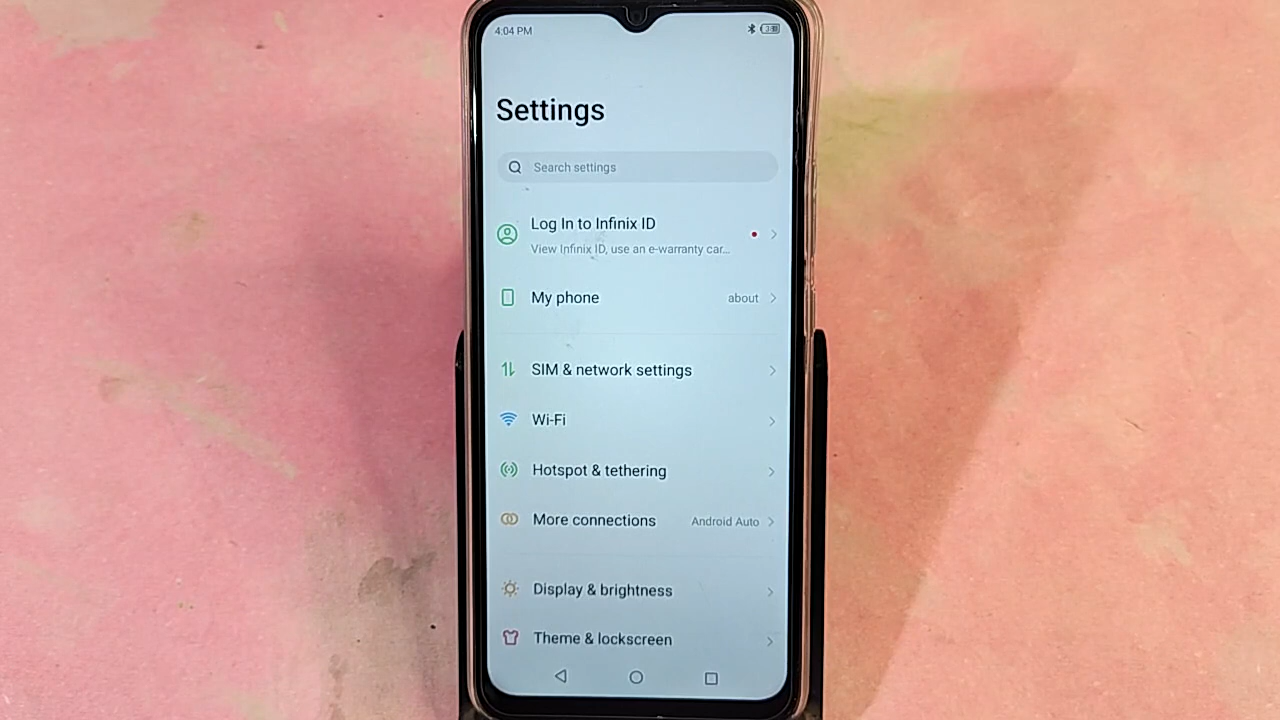 4:04 PM
Settings
Search settings
Log In to Infinix ID
View Infinix ID, use an e-warranty car...
My phone
about
SIM & network settings
Wi-Fi
Hotspot & tethering
More connections
Android Auto
Display & brightness
Theme & lockscreen